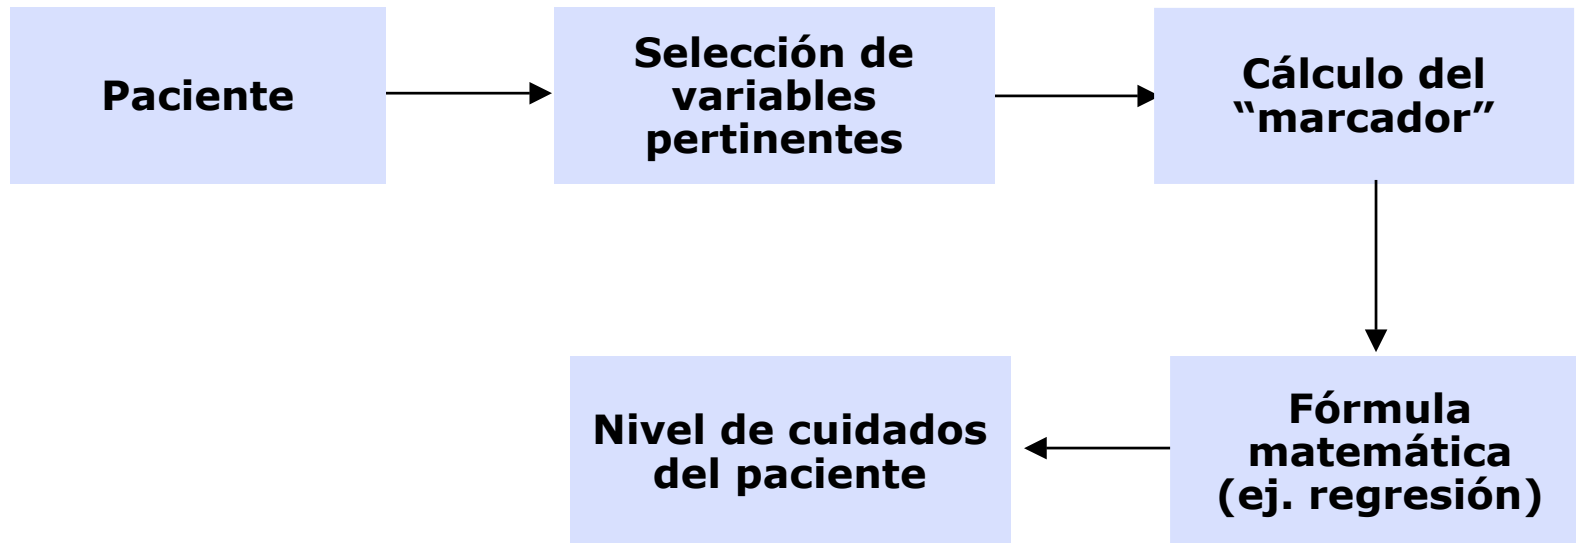 Paciente
Selección de
variables
pertinentes
Cálculo del
“marcador”
Fórmula
matemática
(ej. regresión)
Nivel de cuidados
del paciente